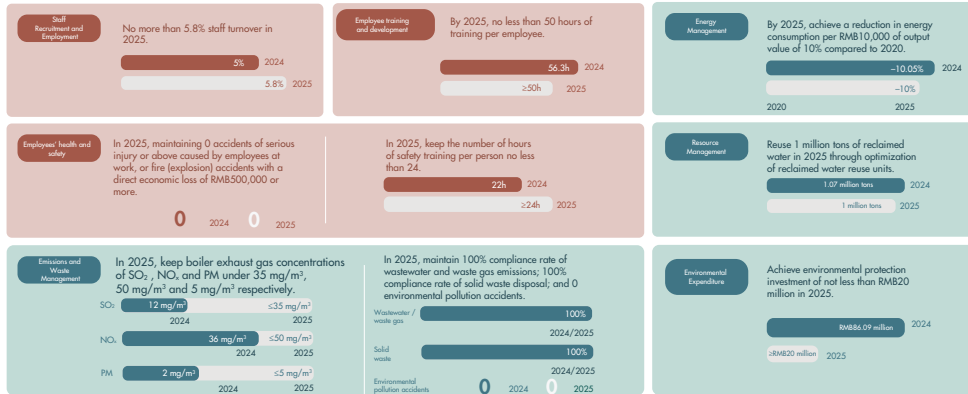 Staff
Recruitment and
Employment
No more than 5.8% staff turnover in
2025.
5%
2024
5.8%
2025
Employee training
and development
By 2025, no less than 50 hours of
training per employee.
56.3h
2024
≥50h
2025
Energy
Management
By 2025, achieve a reduction in energy
consumption per RMB10,000 of output
value of 10% compared to 2020.
–10.05%
2024
–10%
2020
2025
Employees' health and
safety
In 2025, maintaining 0 accidents of serious
injury or above caused by employees at
work, or fire (explosion) accidents with a
direct economic loss of RMB500,000 or
more.
0
2024
0
2025
In 2025, keep the number of hours
of safety training per person no less
than 24.
22h
2024
≥24h
2025
Resource
Management
Reuse 1 million tons of reclaimed
water in 2025 through optimization
of reclaimed water reuse units.
1.07 million tons
2024
1 million tons
2025
Emissions and
Waste
Management
In 2025, keep boiler exhaust gas concentrations
of SO₂ , NOₓ and PM under 35 mg/m³,
50 mg/m³ and 5 mg/m³ respectively.
SO₂
12 mg/m³
≤35 mg/m³
2024
2025
NOₓ
36 mg/m³
≤50 mg/m³
2024
2025
PM
2 mg/m³
≤5 mg/m³
2024
2025
In 2025, maintain 100% compliance rate of
wastewater and waste gas emissions; 100%
compliance rate of solid waste disposal; and 0
environmental pollution accidents.
Wastewater /
waste gas
100%
2024/2025
Solid
waste
100%
2024/2025
Environmental
pollution accidents
0
2024
0
2025
Environmental
Expenditure
Achieve environmental protection
investment of not less than RMB20
million in 2025.
RMB86.09 million
2024
≥RMB20 million
2025